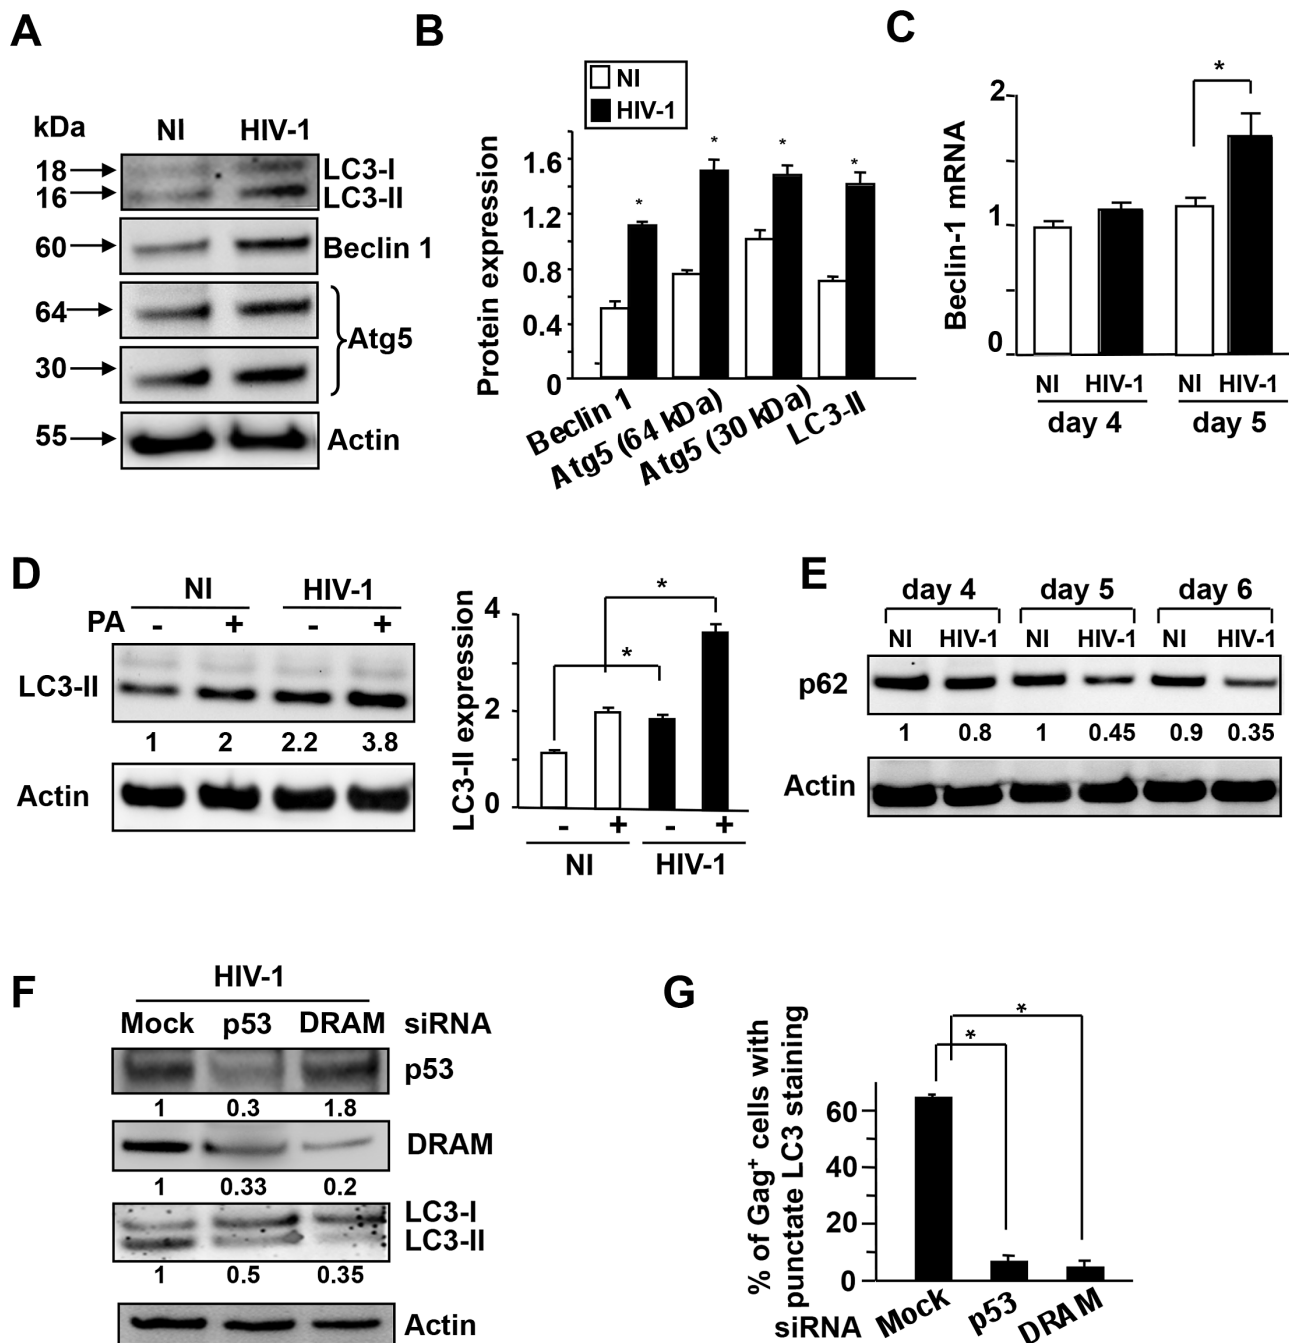 A
kDa
NI HIV-1
18 LC3-I
16 LC3-II
60 Beclin 1
64
Atg5
30
55 Actin
B
NI
HIV-1
Protein expression
1.6
1.2
0.8
0.4
0
Beclin 1
Atg5 (64 kDa)
Atg5 (30 kDa)
LC3-II
* * * *
C
Beclin-1 mRNA
2
1
0
*
NI HIV-1 NI HIV-1
day 4 day 5
D
NI HIV-1
PA - + - +
LC3-II
1 2 2.2 3.8
Actin
LC3-II expression
4
2
0
*
*
- + - +
NI HIV-1
E
day 4 day 5 day 6
NI HIV-1 NI HIV-1 NI HIV-1
p62
1 0.8 1 0.45 0.9 0.35
Actin
F
HIV-1
Mock p53 DRAM siRNA
p53
1 0.3 1.8
DRAM
1 0.33 0.2
LC3-I
LC3-II
1 0.5 0.35
Actin
G
% of Gag+ cells with
punctate LC3 staining
60
40
20
0
*
*
siRNA Mock p53 DRAM